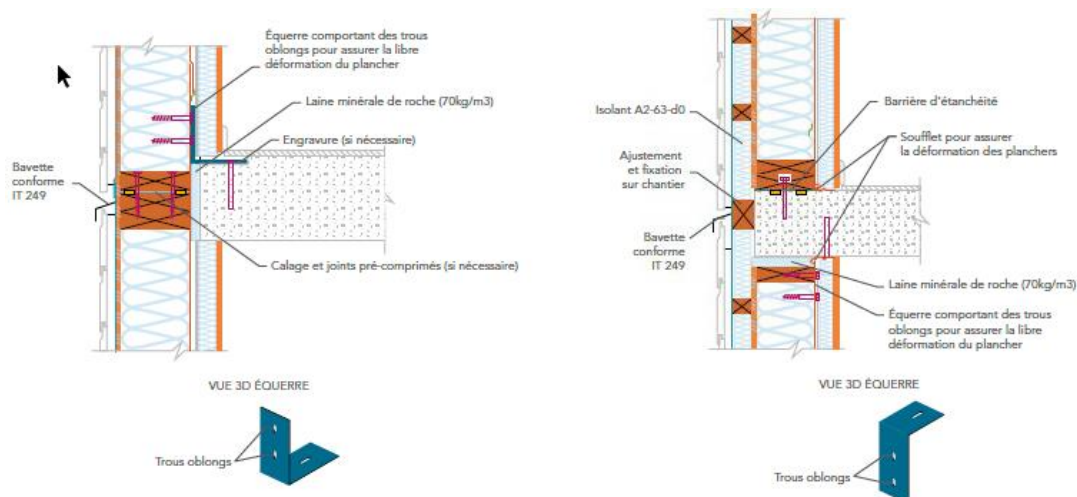 Équerre comportant des trous
oblongs pour assurer la libre
déformation du plancher
Laine minérale de roche (70kg/m3)
Engravure (si nécessaire)
Bavette
conforme
IT 249
Calage et joints pré-comprimés (si nécessaire)
VUE 3D ÉQUERRE
Trous oblongs
Isolant A2-63-d0
Barrière d'étanchéité
Soufflet pour assurer
la déformation des planchers
Ajustement
et fixation
sur chantier
Bavette
conforme
IT 249
Laine minérale de roche (70kg/m3)
Équerre comportant des trous
oblongs pour assurer la libre
déformation du plancher
VUE 3D ÉQUERRE
Trous oblongs